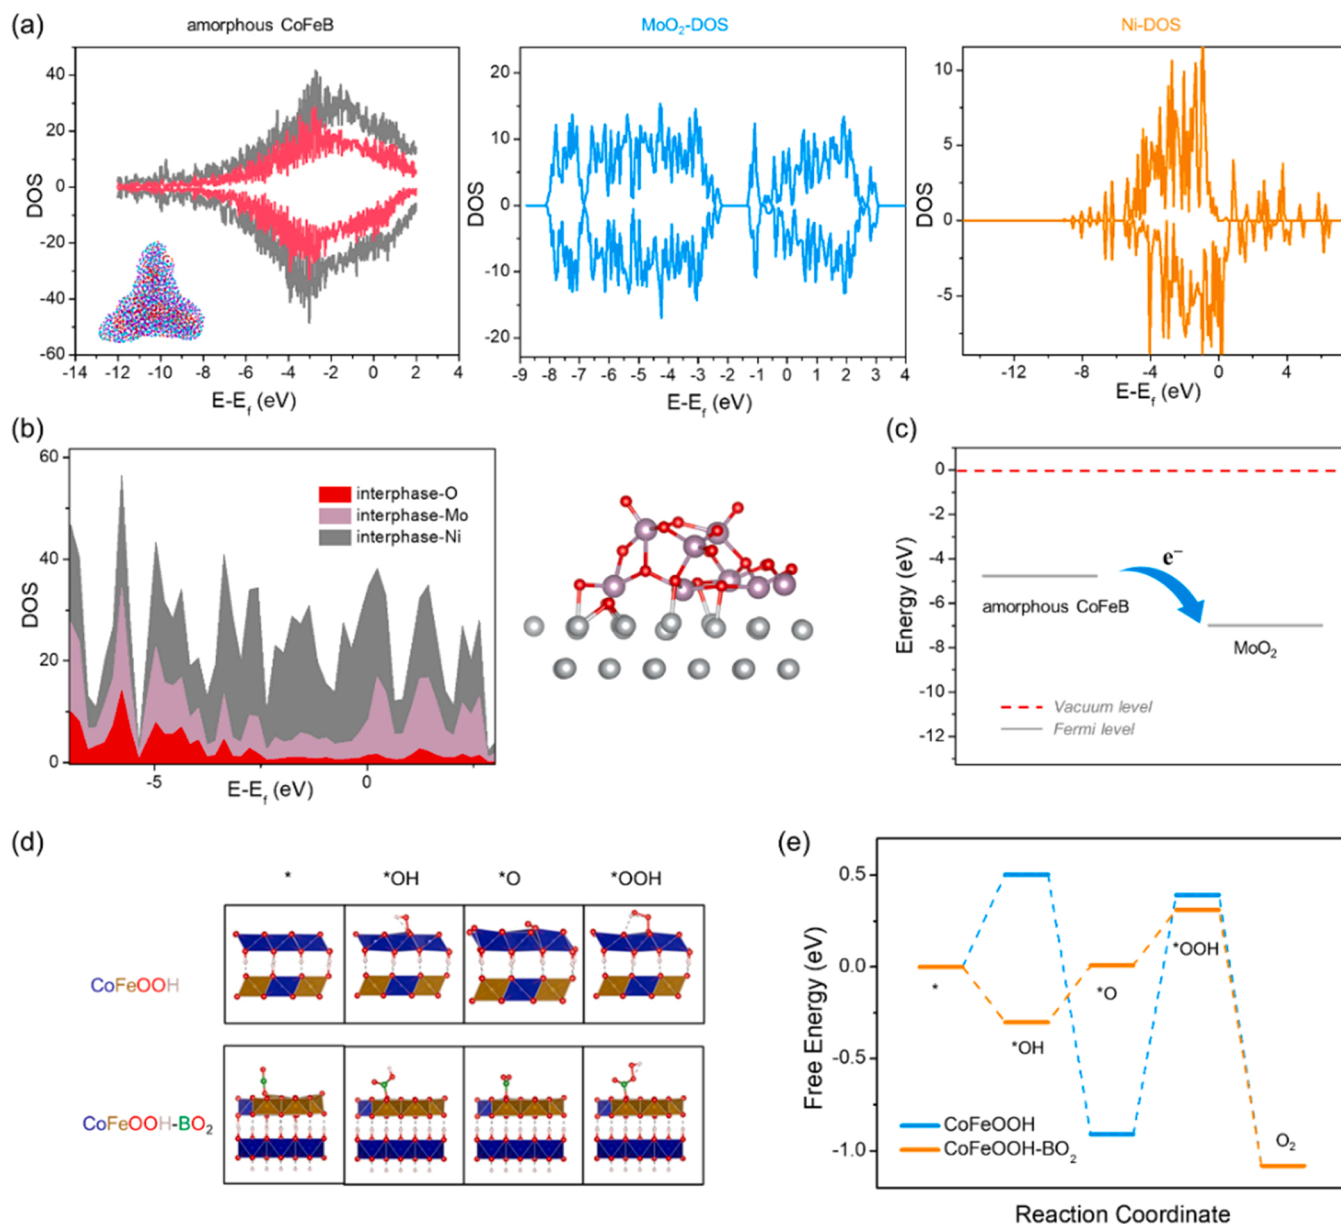 (a)
amorphous CoFeB
MoO₂-DOS
Ni-DOS
DOS
40
20
0
-20
-40
-60
-14 -12 -10 -8 -6 -4 -2 0 2 4
E-E_f (eV)
DOS
20
10
0
-10
-20
-9 -8 -7 -6 -5 -4 -3 -2 -1 0 1 2 3 4
E-E_f (eV)
DOS
10
5
0
-5
-12 -8 -4 0 4
E-E_f (eV)
(b)
DOS
60
40
20
0
interphase-O
interphase-Mo
interphase-Ni
-5 0
E-E_f (eV)
(c)
Energy (eV)
0
-2
-4
-6
-8
-10
-12
e⁻
amorphous CoFeB
MoO₂
Vacuum level
Fermi level
(d)
* *OH *O *OOH
CoFeOOH
CoFeOOH-BO₂
(e)
Free Energy (eV)
0.5
0.0
-0.5
-1.0
*
*OH
*O
*OOH
O₂
CoFeOOH
CoFeOOH-BO₂
Reaction Coordinate